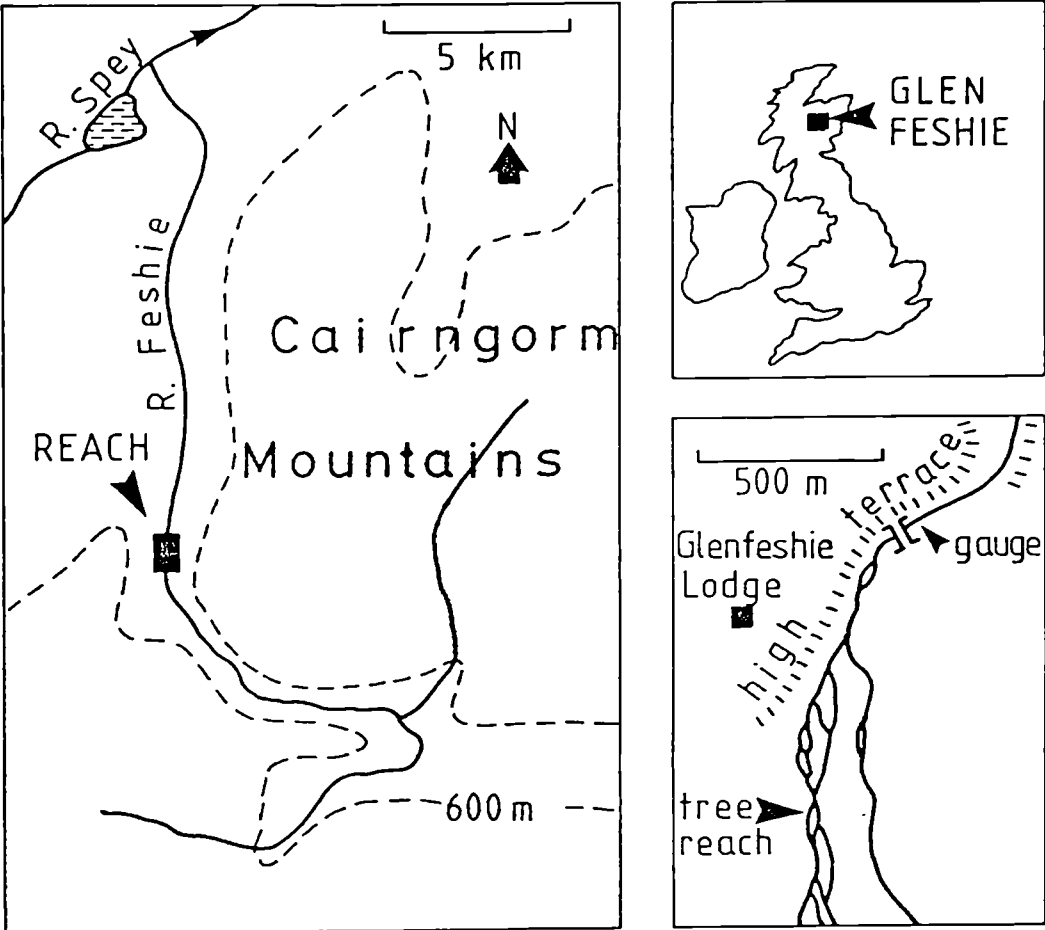 5 km
R. Spey
N
R. Feshie
Cairngorm
Mountains
REACH
600 m
GLEN
FESHIE
500 m
high terrace
gauge
Glenfeshie
Lodge
tree
reach